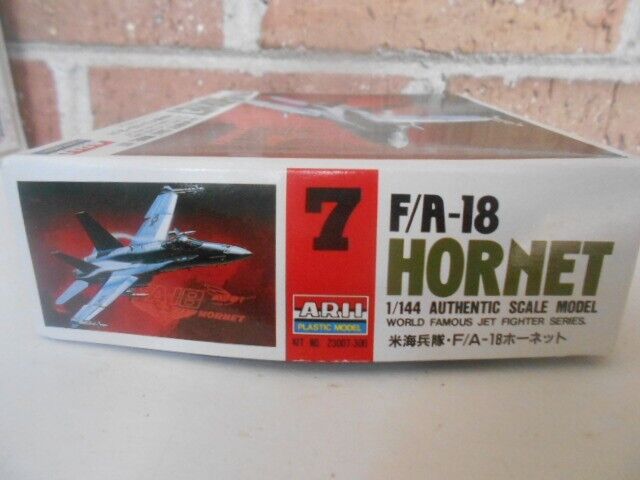 7
F/A-18
HORNET
1/144 AUTHENTIC SCALE MODEL
WORLD FAMOUS JET FIGHTER SERIES.
米海兵隊・F/A-18ホーネット
ARII
PLASTIC MODEL
KIT NO. 23007-300
HORNET